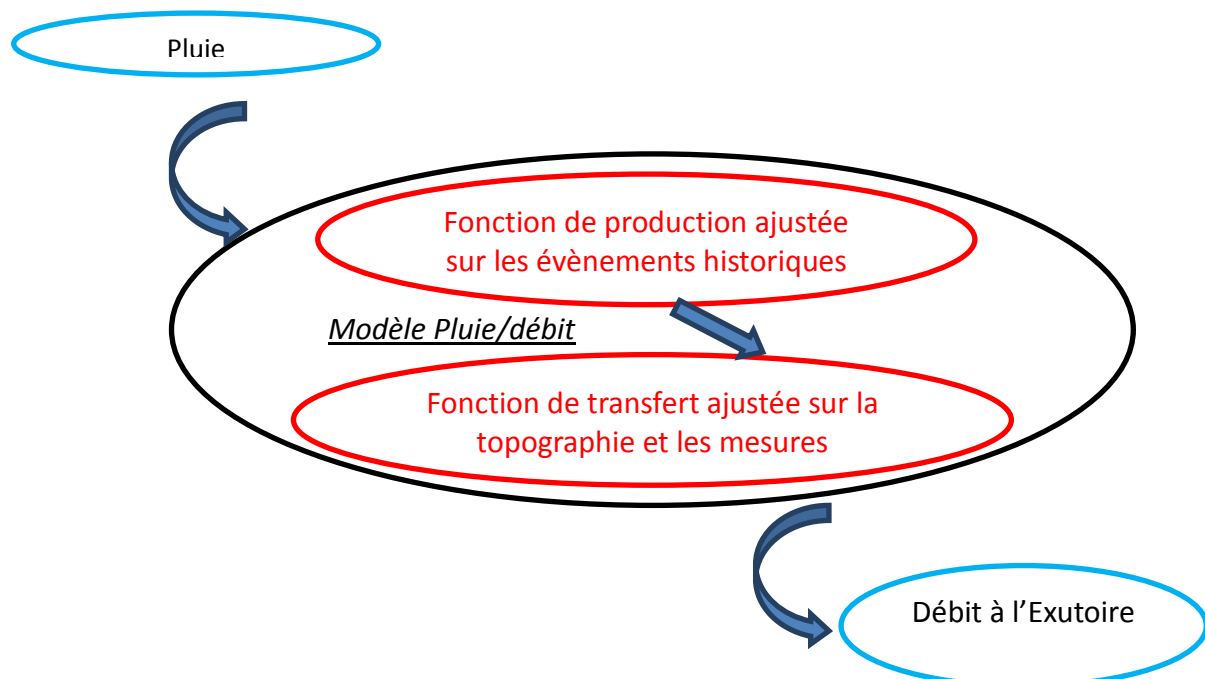 Pluie
Fonction de production ajustée
sur les évènements historiques
Modèle Pluie/débit
Fonction de transfert ajustée sur la
topographie et les mesures
Débit à l’Exutoire